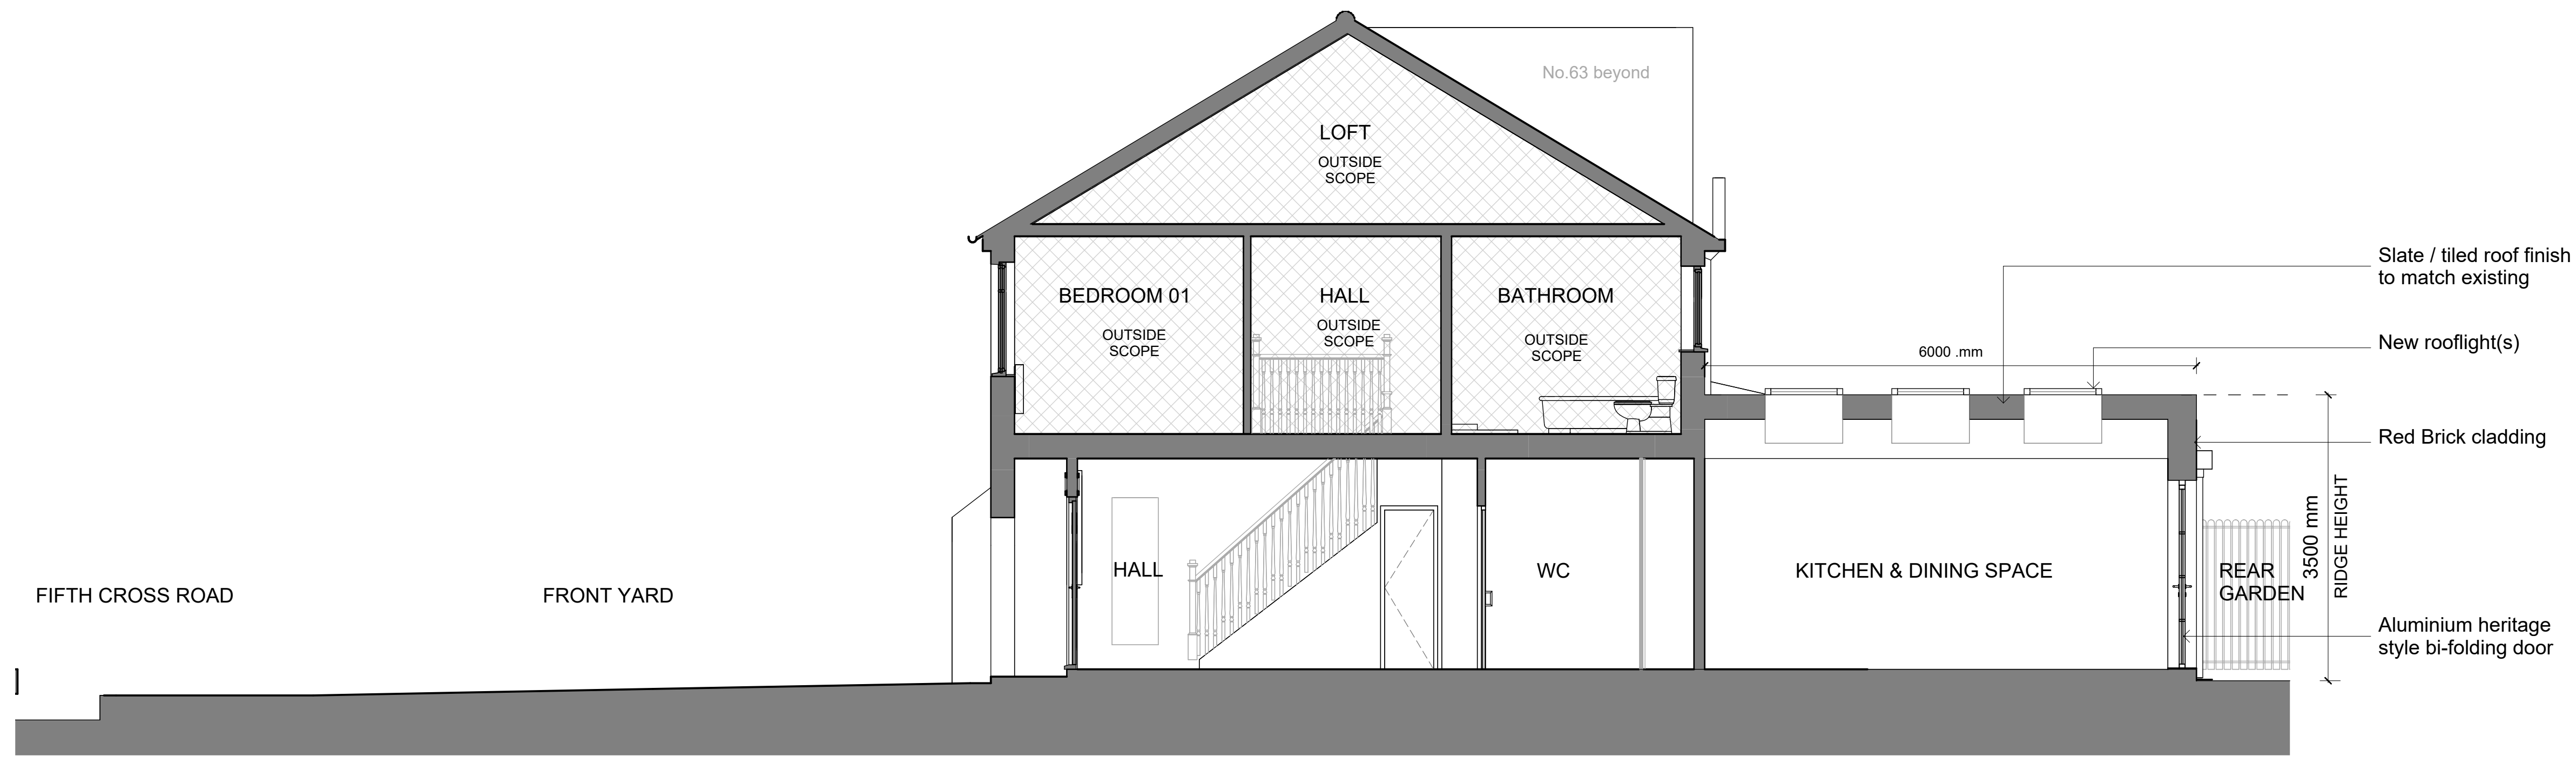 No.63 beyond
LOFT
OUTSIDE
SCOPE
Slate / tiled roof finish
to match existing
BEDROOM 01
OUTSIDE
SCOPE
HALL
OUTSIDE
SCOPE
BATHROOM
OUTSIDE
SCOPE
6000 .mm
New rooflight(s)
Red Brick cladding
3500 mm
RIDGE HEIGHT
FIFTH CROSS ROAD
FRONT YARD
HALL
WC
KITCHEN & DINING SPACE
REAR
GARDEN
Aluminium heritage
style bi-folding door